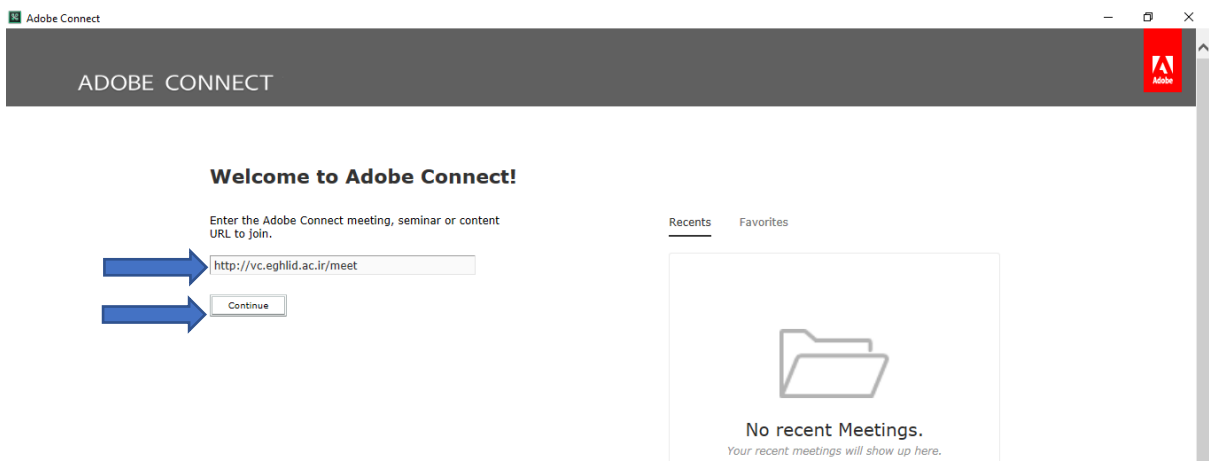 Adobe Connect
ADOBE CONNECT
Adobe
Welcome to Adobe Connect!
Enter the Adobe Connect meeting, seminar or content
URL to join.
http://vc.eghlid.ac.ir/meet
Continue
Recents Favorites
No recent Meetings.
Your recent meetings will show up here.